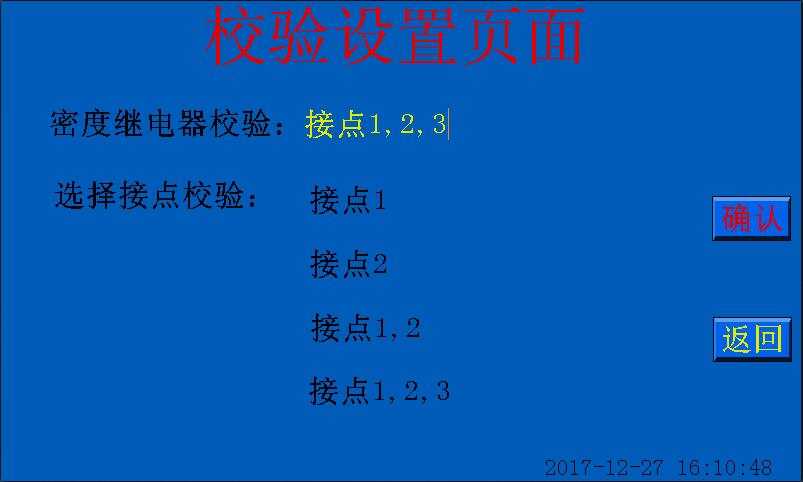 校验设置页面
密度继电器校验：接点1,2,3
选择接点校验：
接点1
确认
接点2
接点1,2
返回
接点1,2,3
2017-12-27 16:10:48